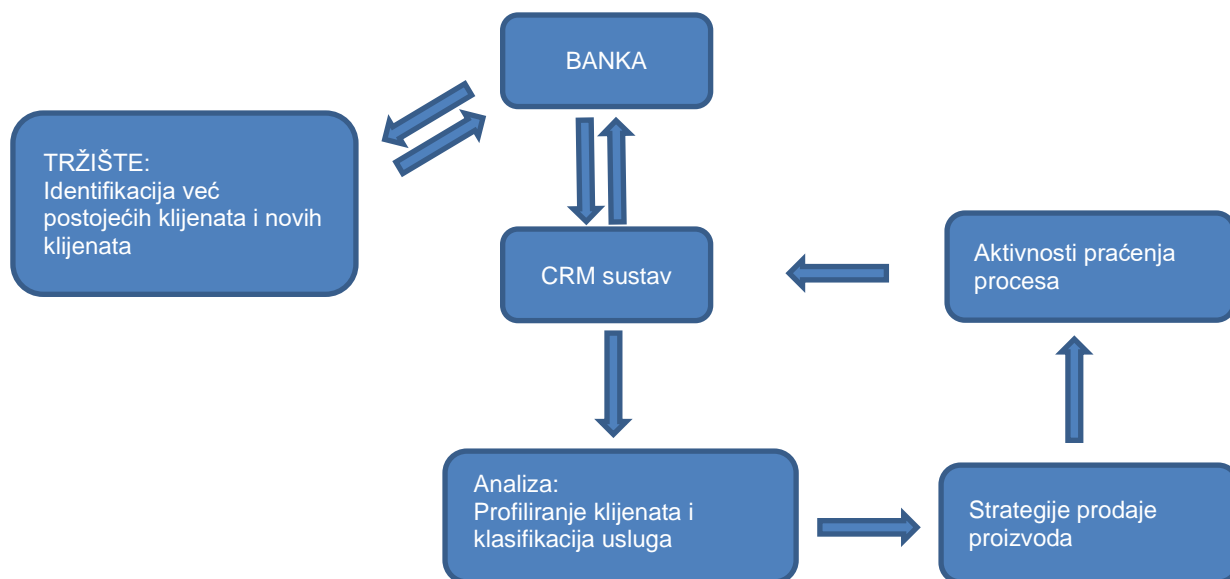 BANKA
TRŽIŠTE:
Identifikacija već
postojećih klijenata i novih
klijenata
CRM sustav
Aktivnosti praćenja
procesa
Analiza:
Profiliranje klijenata i
klasifikacija usluga
Strategije prodaje
proizvoda